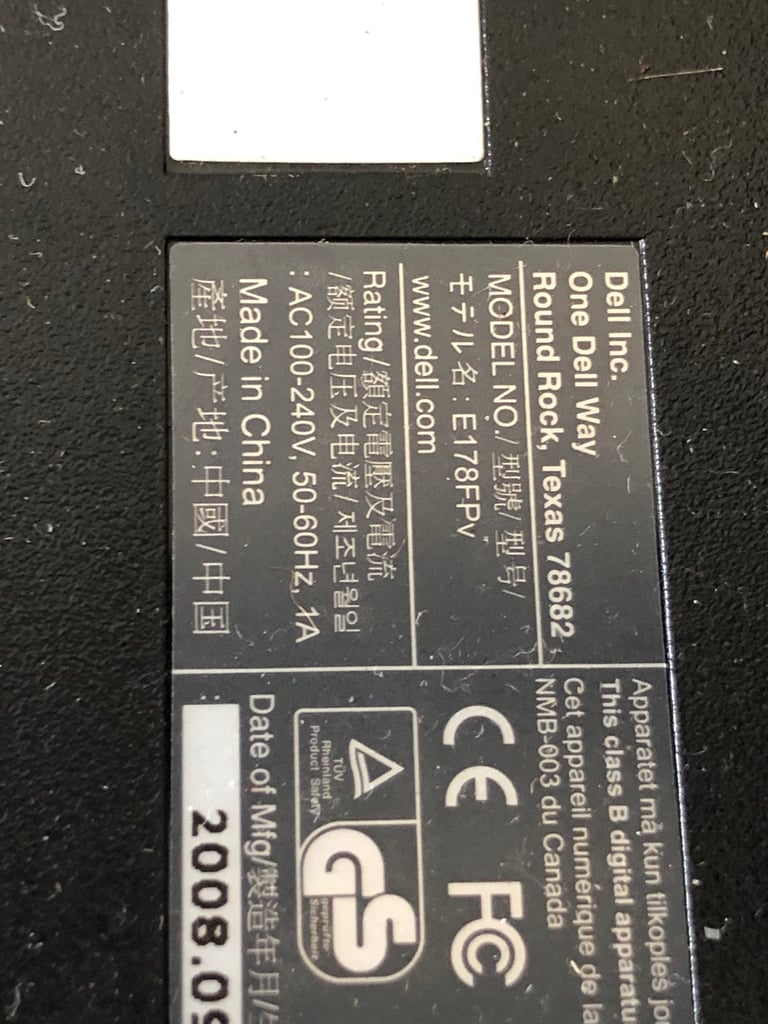 Dell Inc.
One Dell Way
Round Rock, Texas 78682
MODEL NO./型號/型号/
モデル名: E178FPv
www.dell.com
Rating/額定電壓及電流
/额定电压及电流/제조년월일
: AC100-240V, 50-60Hz, 1A
Made in China
產地/产地:中國/中国
Apparatet må kun tilkoples
This class B digital
Cet appareil numérique de la
NMB-003 du Canada
CE
FC
TÜV
Rheinland
Product Safety
GS
geprüfte
Sicherheit
Date of Mfg/製造年月/
:
2008.09